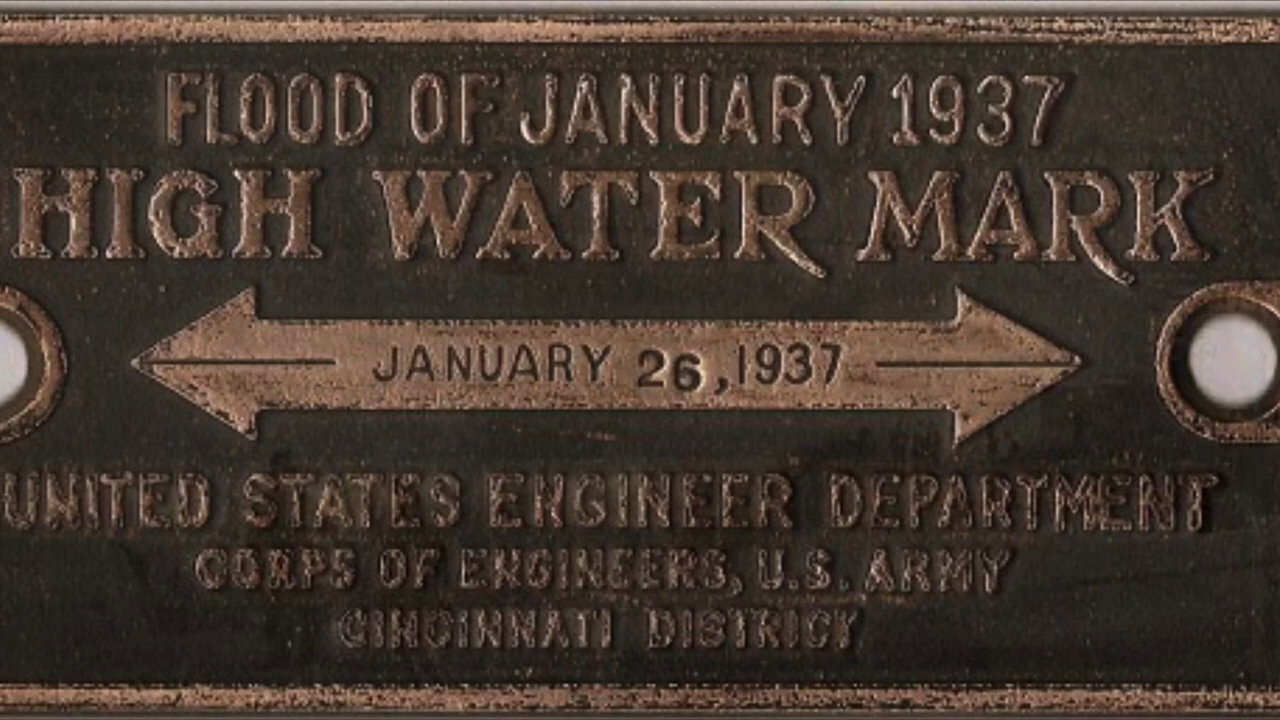 FLOOD OF JANUARY 1937
HIGH WATER MARK
JANUARY 26,1937
UNITED STATES ENGINEER DEPARTMENT
CORPS OF ENGINEERS, U.S. ARMY
CINCINNATI DISTRICT